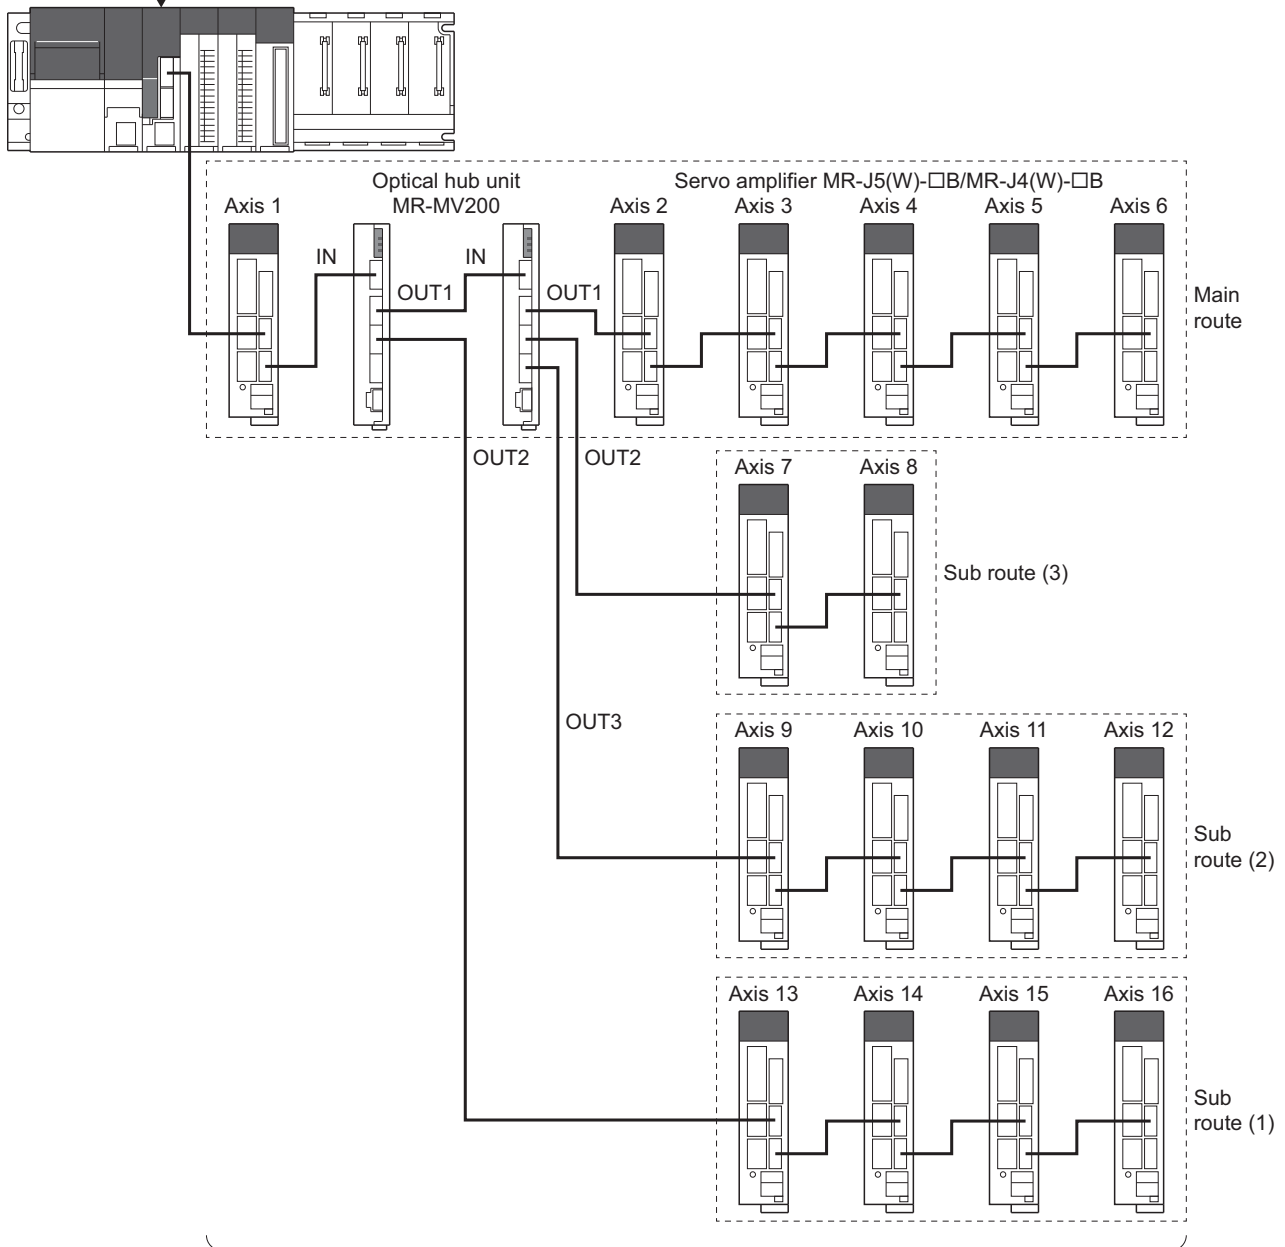 Optical hub unit
MR-MV200
Servo amplifier MR-J5(W)-□B/MR-J4(W)-□B
Axis 1
Axis 2
Axis 3
Axis 4
Axis 5
Axis 6
IN
OUT1
IN
OUT1
Main
route
OUT2
OUT2
Axis 7
Axis 8
Sub route (3)
OUT3
Axis 9
Axis 10
Axis 11
Axis 12
Sub
route (2)
Axis 13
Axis 14
Axis 15
Axis 16
Sub
route (1)